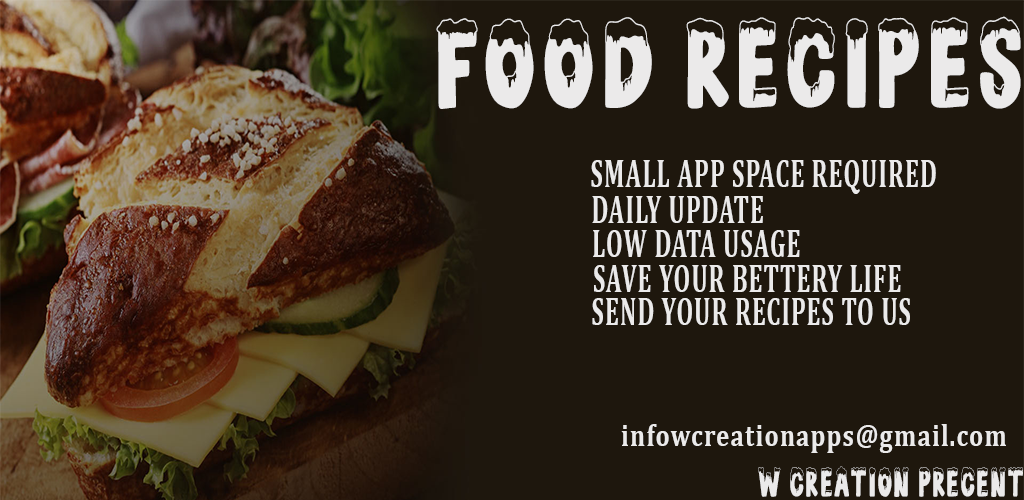 FOOD RECIPES
SMALL APP SPACE REQUIRED
DAILY UPDATE
LOW DATA USAGE
SAVE YOUR BETTERY LIFE
SEND YOUR RECIPES TO US
infowcreationapps@gmail.com
W CREATION PRECENT